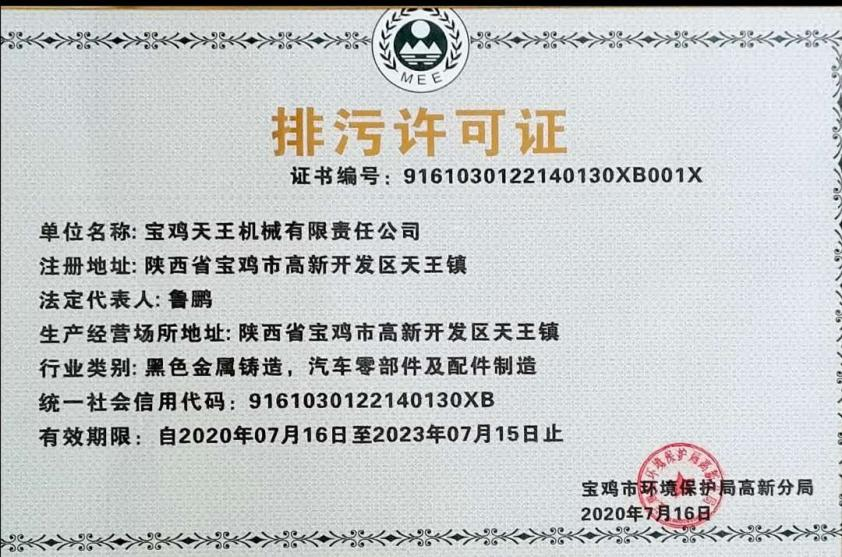 MEE
排污许可证
证书编号：91610301221401​30XB001X
单位名称: 宝鸡天王机械有限责任公司
注册地址: 陕西省宝鸡市高新开发区天王镇
法定代表人: 鲁鹏
生产经营场所地址: 陕西省宝鸡市高新开发区天王镇
行业类别: 黑色金属铸造，汽车零部件及配件制造
统一社会信用代码：9161030122140130XB
有效期限：自2020年07月16日至2023年07月15日止
宝鸡市环境保护局高新分局
2020年7月16日